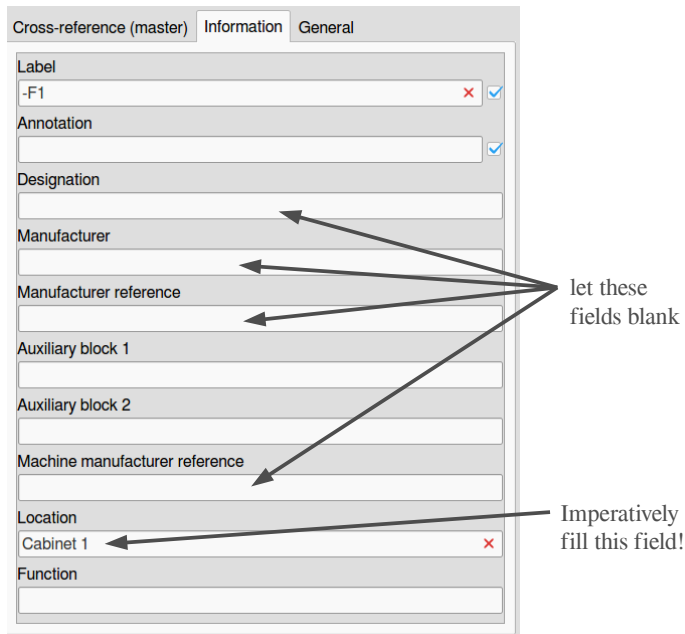 Cross-reference (master) Information General
Label
-F1
Annotation
Designation
Manufacturer
Manufacturer reference
let these
fields blank
Auxiliary block 1
Auxiliary block 2
Machine manufacturer reference
Location
Imperatively
Cabinet 1
fill this field!
Function